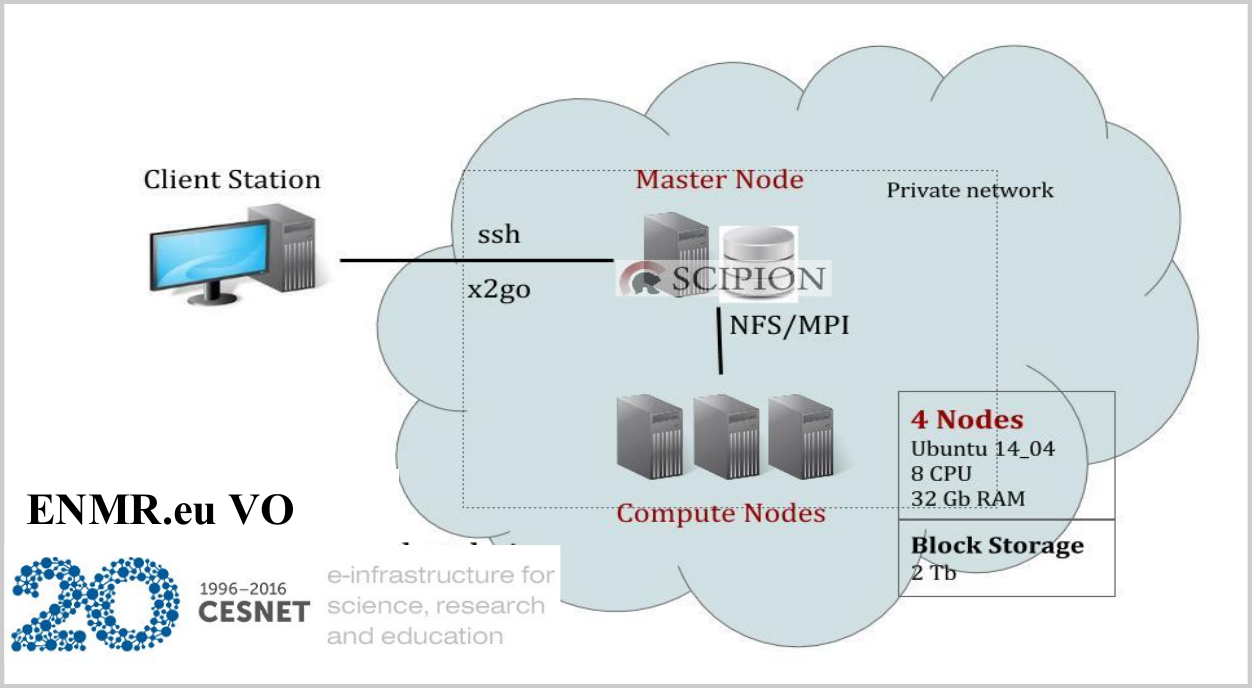 Client Station
Master Node
Private network
ssh
x2go
SCIPION
NFS/MPI
4 Nodes
Ubuntu 14_04
8 CPU
32 Gb RAM
Compute Nodes
Block Storage
2 Tb
ENMR.eu VO
20
1996–2016
CESNET
e-infrastructure for
science, research
and education